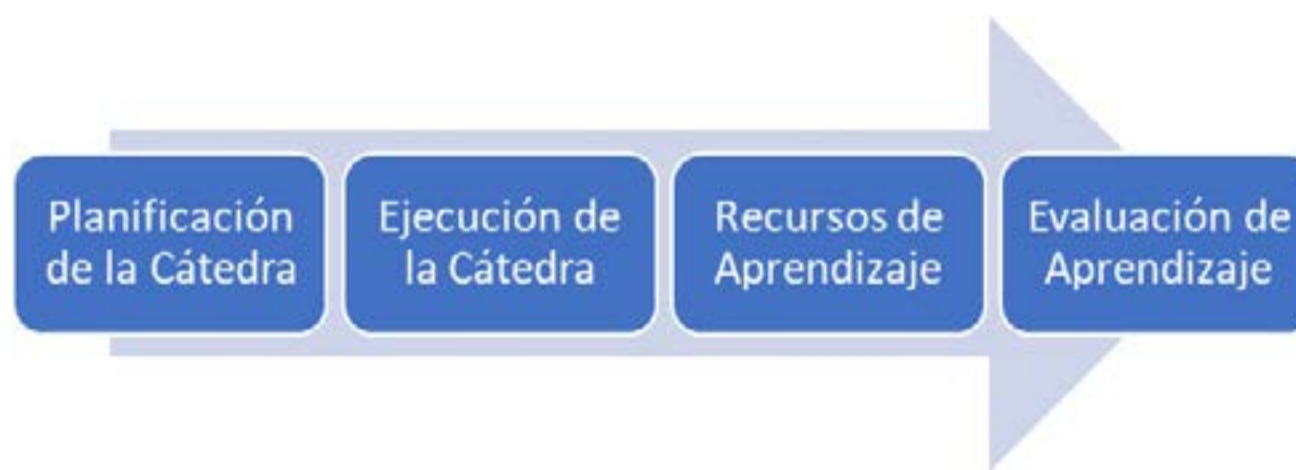 Planificación
de la Cátedra
Ejecución de
la Cátedra
Recursos de
Aprendizaje
Evaluación de
Aprendizaje